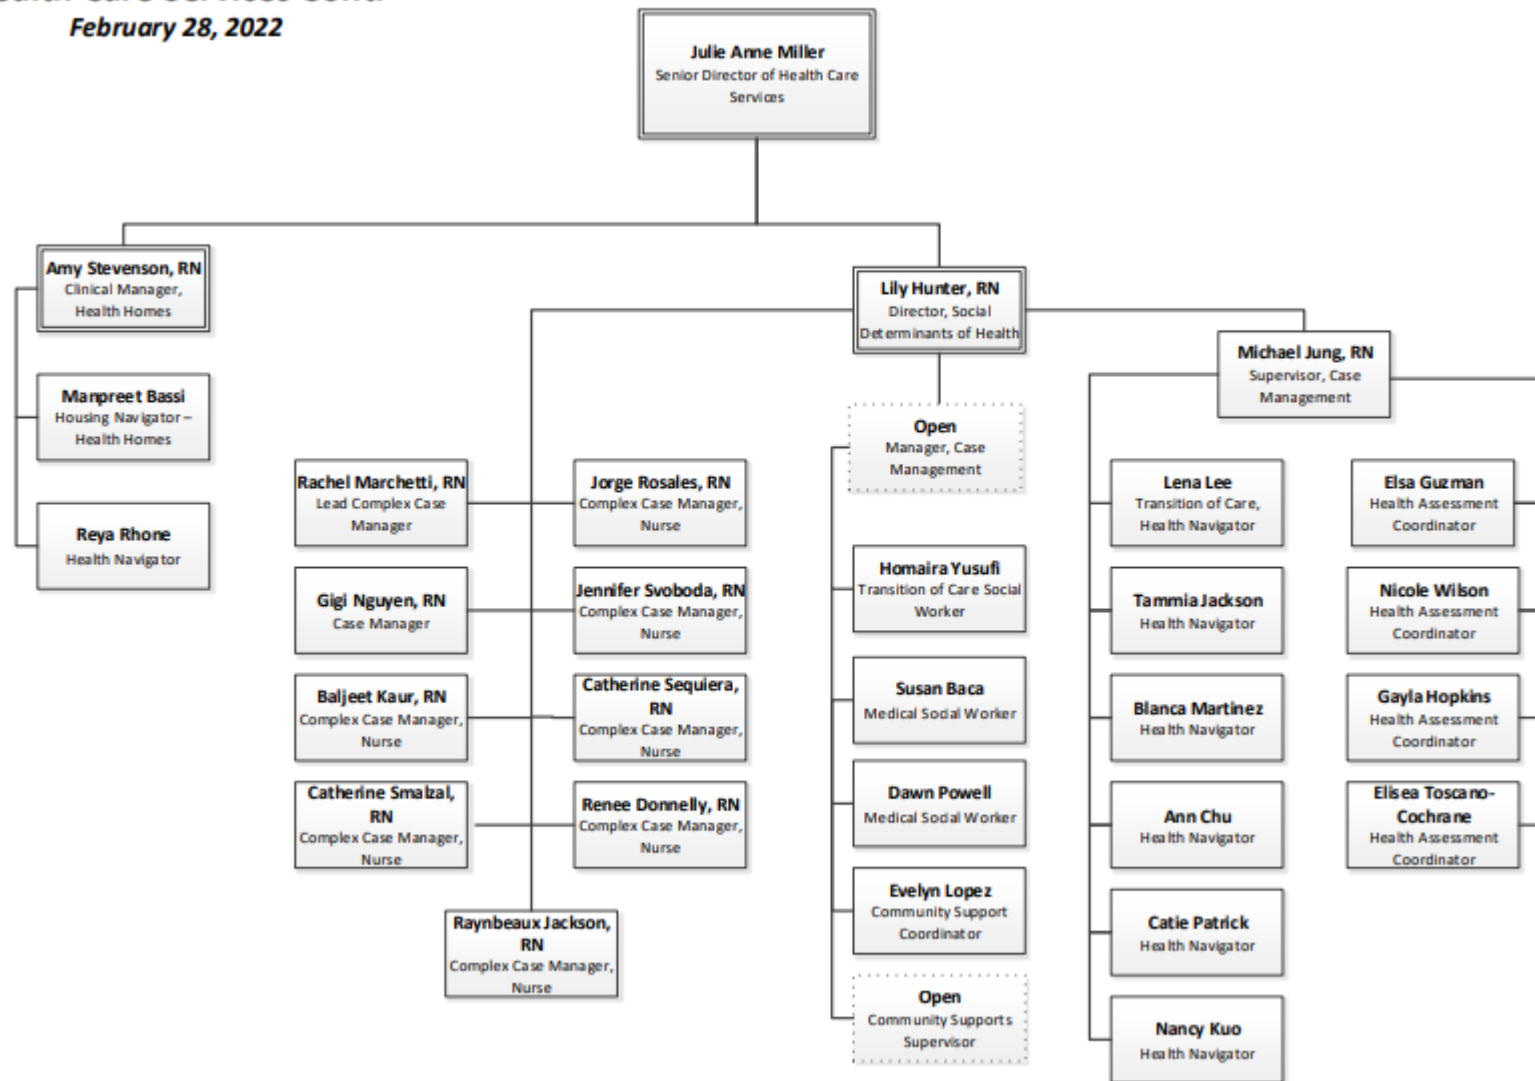 February 28, 2022
Julie Anne Miller
Senior Director of Health Care
Services
Amy Stevenson, RN
Clinical Manager,
Health Homes
Manpreet Bassi
Housing Navigator –
Health Homes
Reya Rhone
Health Navigator
Lily Hunter, RN
Director, Social
Determinants of Health
Rachel Marchetti, RN
Lead Complex Case
Manager
Jorge Rosales, RN
Complex Case Manager,
Nurse
Gigi Nguyen, RN
Case Manager
Jennifer Svoboda, RN
Complex Case Manager,
Nurse
Baljeet Kaur, RN
Complex Case Manager,
Nurse
Catherine Sequiera,
RN
Complex Case Manager,
Nurse
Catherine Smalzal,
RN
Complex Case Manager,
Nurse
Renee Donnelly, RN
Complex Case Manager,
Nurse
Raynbeaux Jackson,
RN
Complex Case Manager,
Nurse
Open
Manager, Case
Management
Homaira Yusufi
Transition of Care Social
Worker
Susan Baca
Medical Social Worker
Dawn Powell
Medical Social Worker
Evelyn Lopez
Community Support
Coordinator
Open
Community Supports
Supervisor
Michael Jung, RN
Supervisor, Case
Management
Lena Lee
Transition of Care,
Health Navigator
Tammia Jackson
Health Navigator
Blanca Martinez
Health Navigator
Ann Chu
Health Navigator
Catie Patrick
Health Navigator
Nancy Kuo
Health Navigator
Elsa Guzman
Health Assessment
Coordinator
Nicole Wilson
Health Assessment
Coordinator
Gayla Hopkins
Health Assessment
Coordinator
Elisea Toscano-
Cochrane
Health Assessment
Coordinator